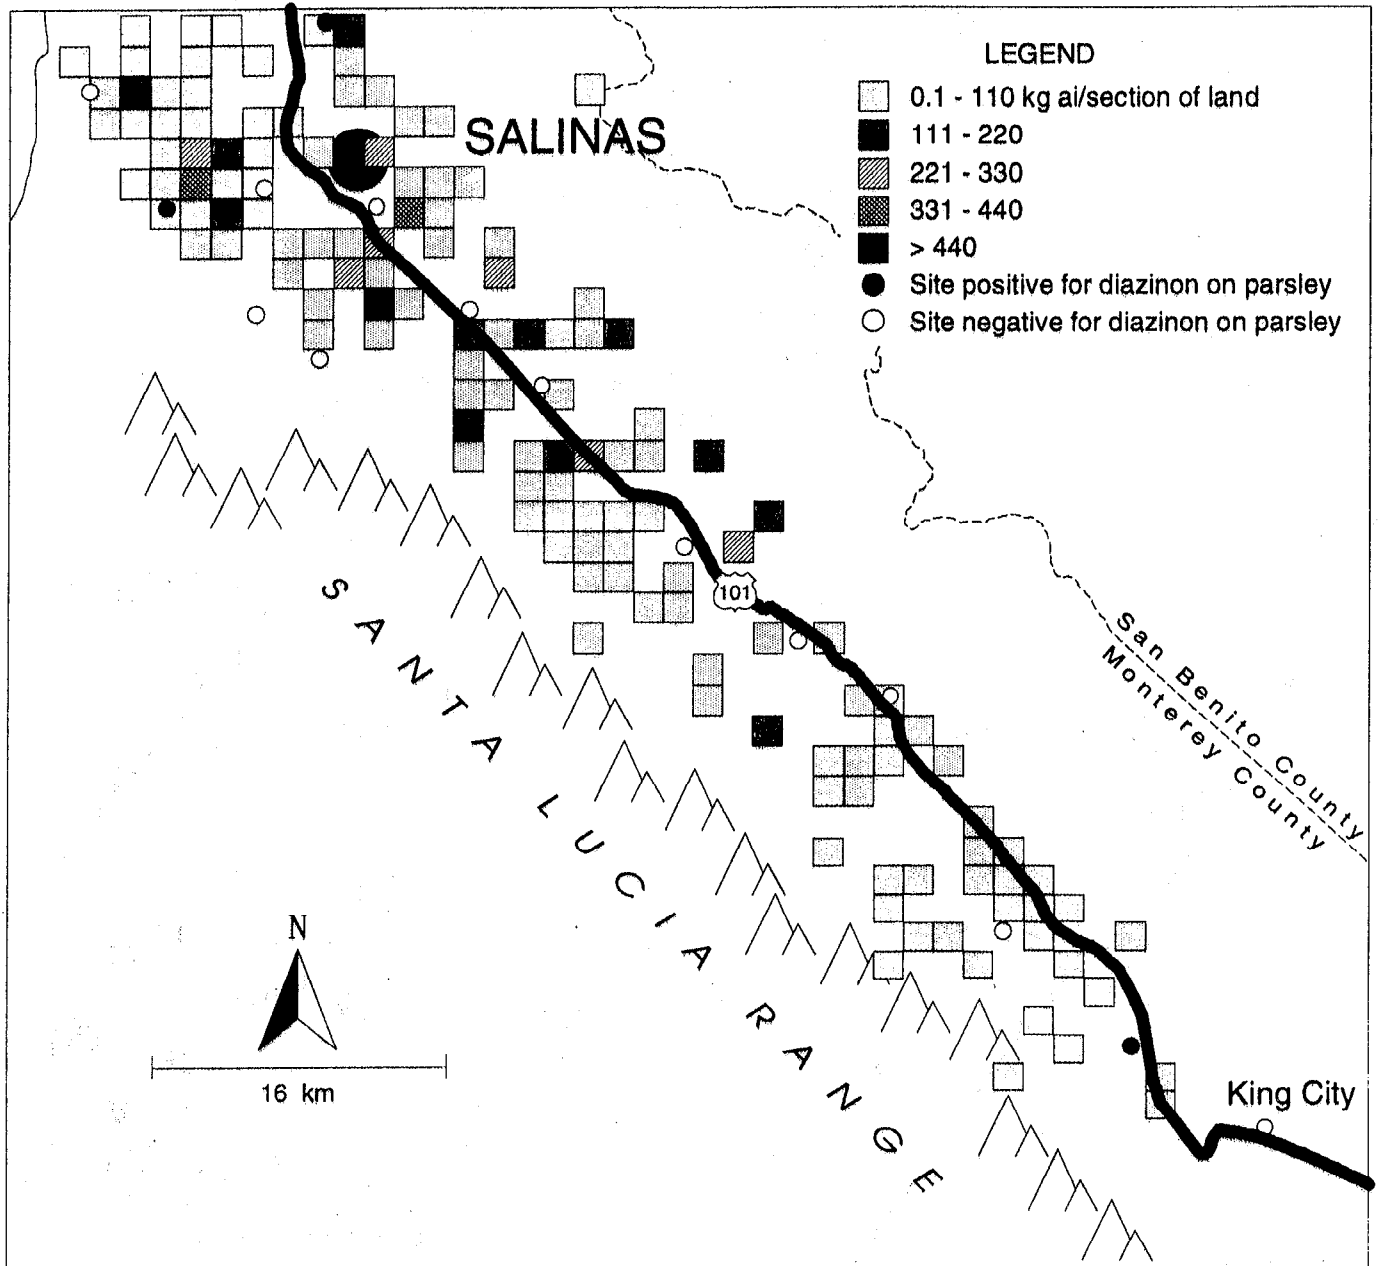 LEGEND
0.1 - 110 kg ai/section of land
111 - 220
221 - 330
331 - 440
> 440
Site positive for diazinon on parsley
Site negative for diazinon on parsley
SALINAS
101
San Benito County
Monterey County
SANTA LUCIA RANGE
N
16 km
King City